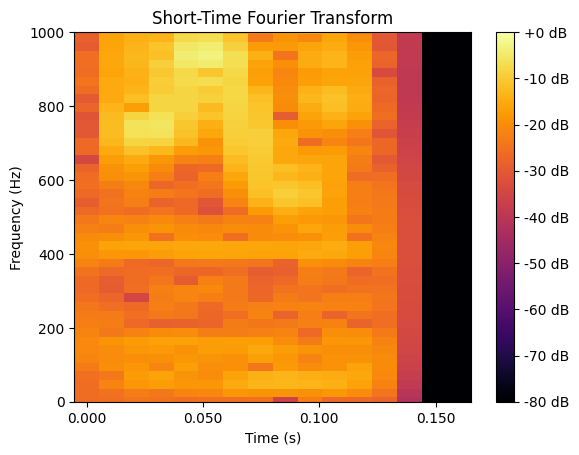 Short-Time Fourier Transform
Frequency (Hz)
1000
800
600
400
200
0
0.000
0.050
0.100
0.150
Time (s)
+0 dB
-10 dB
-20 dB
-30 dB
-40 dB
-50 dB
-60 dB
-70 dB
-80 dB